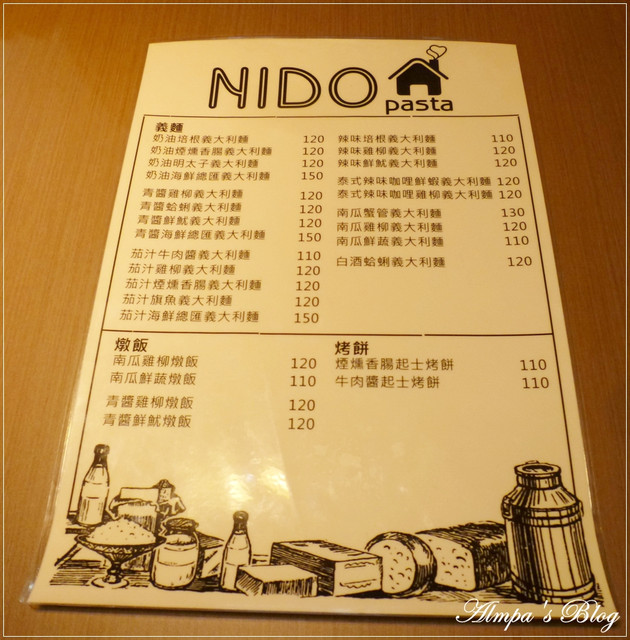 NIDO
pasta
義麵
奶油培根義大利麵 120
奶油煙燻香腸義大利麵 120
奶油明太子義大利麵 120
奶油海鮮總匯義大利麵 150
青醬雞柳義大利麵 120
青醬蛤蜊義大利麵 120
青醬鮮魷義大利麵 120
青醬海鮮總匯義大利麵 150
茄汁牛肉醬義大利麵 110
茄汁雞柳義大利麵 120
茄汁煙燻香腸義大利麵 120
茄汁旗魚義大利麵 120
茄汁海鮮總匯義大利麵 150
辣味培根義大利麵 110
辣味雞柳義大利麵 120
辣味鮮魷義大利麵 120
泰式辣味咖哩鮮蝦義大利麵 120
泰式辣味咖哩雞柳義大利麵 120
南瓜蟹管義大利麵 130
南瓜雞柳義大利麵 120
南瓜鮮蔬義大利麵 110
白酒蛤蜊義大利麵 120
燉飯
南瓜雞柳燉飯 120
南瓜鮮蔬燉飯 110
青醬雞柳燉飯 120
青醬鮮魷燉飯 120
烤餅
煙燻香腸起士烤餅 110
牛肉醬起士烤餅 110
Almpa's Blog